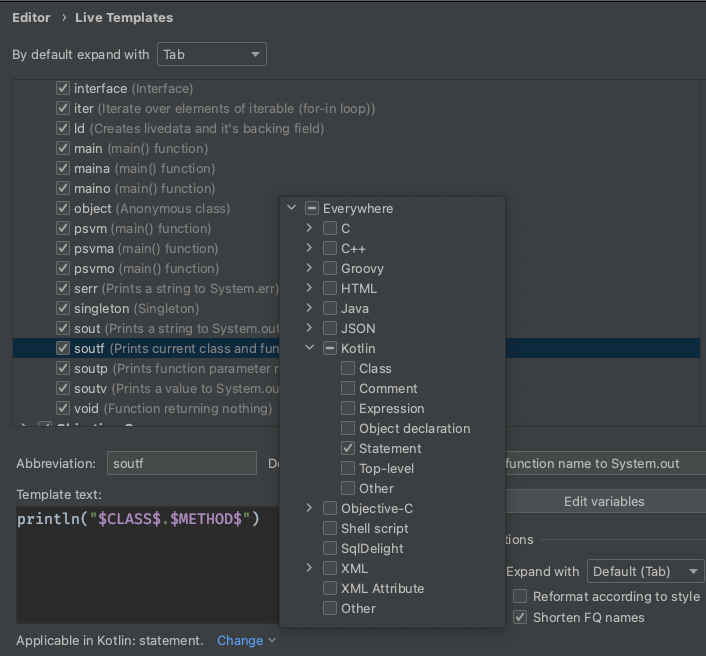 Editor › Live Templates
By default expand with Tab
interface (Interface)
iter (Iterate over elements of iterable (for-in loop))
ld (Creates livedata and it's backing field)
main (main() function)
maina (main() function)
maino (main() function)
object (Anonymous class)
psvm (main() function)
psvma (main() function)
psvmo (main() function)
serr (Prints a string to System.err)
singleton (Singleton)
sout (Prints a string to System.out
soutf (Prints current class and fun
soutp (Prints function parameter
soutv (Prints a value to System.ou
void (Function returning nothing)
Everywhere
C
C++
Groovy
HTML
Java
JSON
Kotlin
Class
Comment
Expression
Object declaration
Statement
Top-level
Other
Objective-C
Shell script
SqlDelight
XML
XML Attribute
Other
Abbreviation: soutf
function name to System.out
Template text:
Edit variables
println("$CLASS$.$METHOD$")
tions
Expand with Default (Tab)
Reformat according to style
Shorten FQ names
Applicable in Kotlin: statement. Change